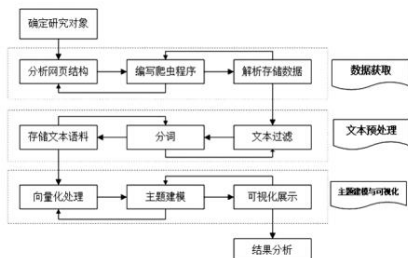 确定研究对象
分析网页结构
编写爬虫程序
解析存储数据
数据获取
存储文本语料
分词
文本过滤
文本预处理
向量化处理
主题建模
可视化展示
主题建模与可视化
结果分析